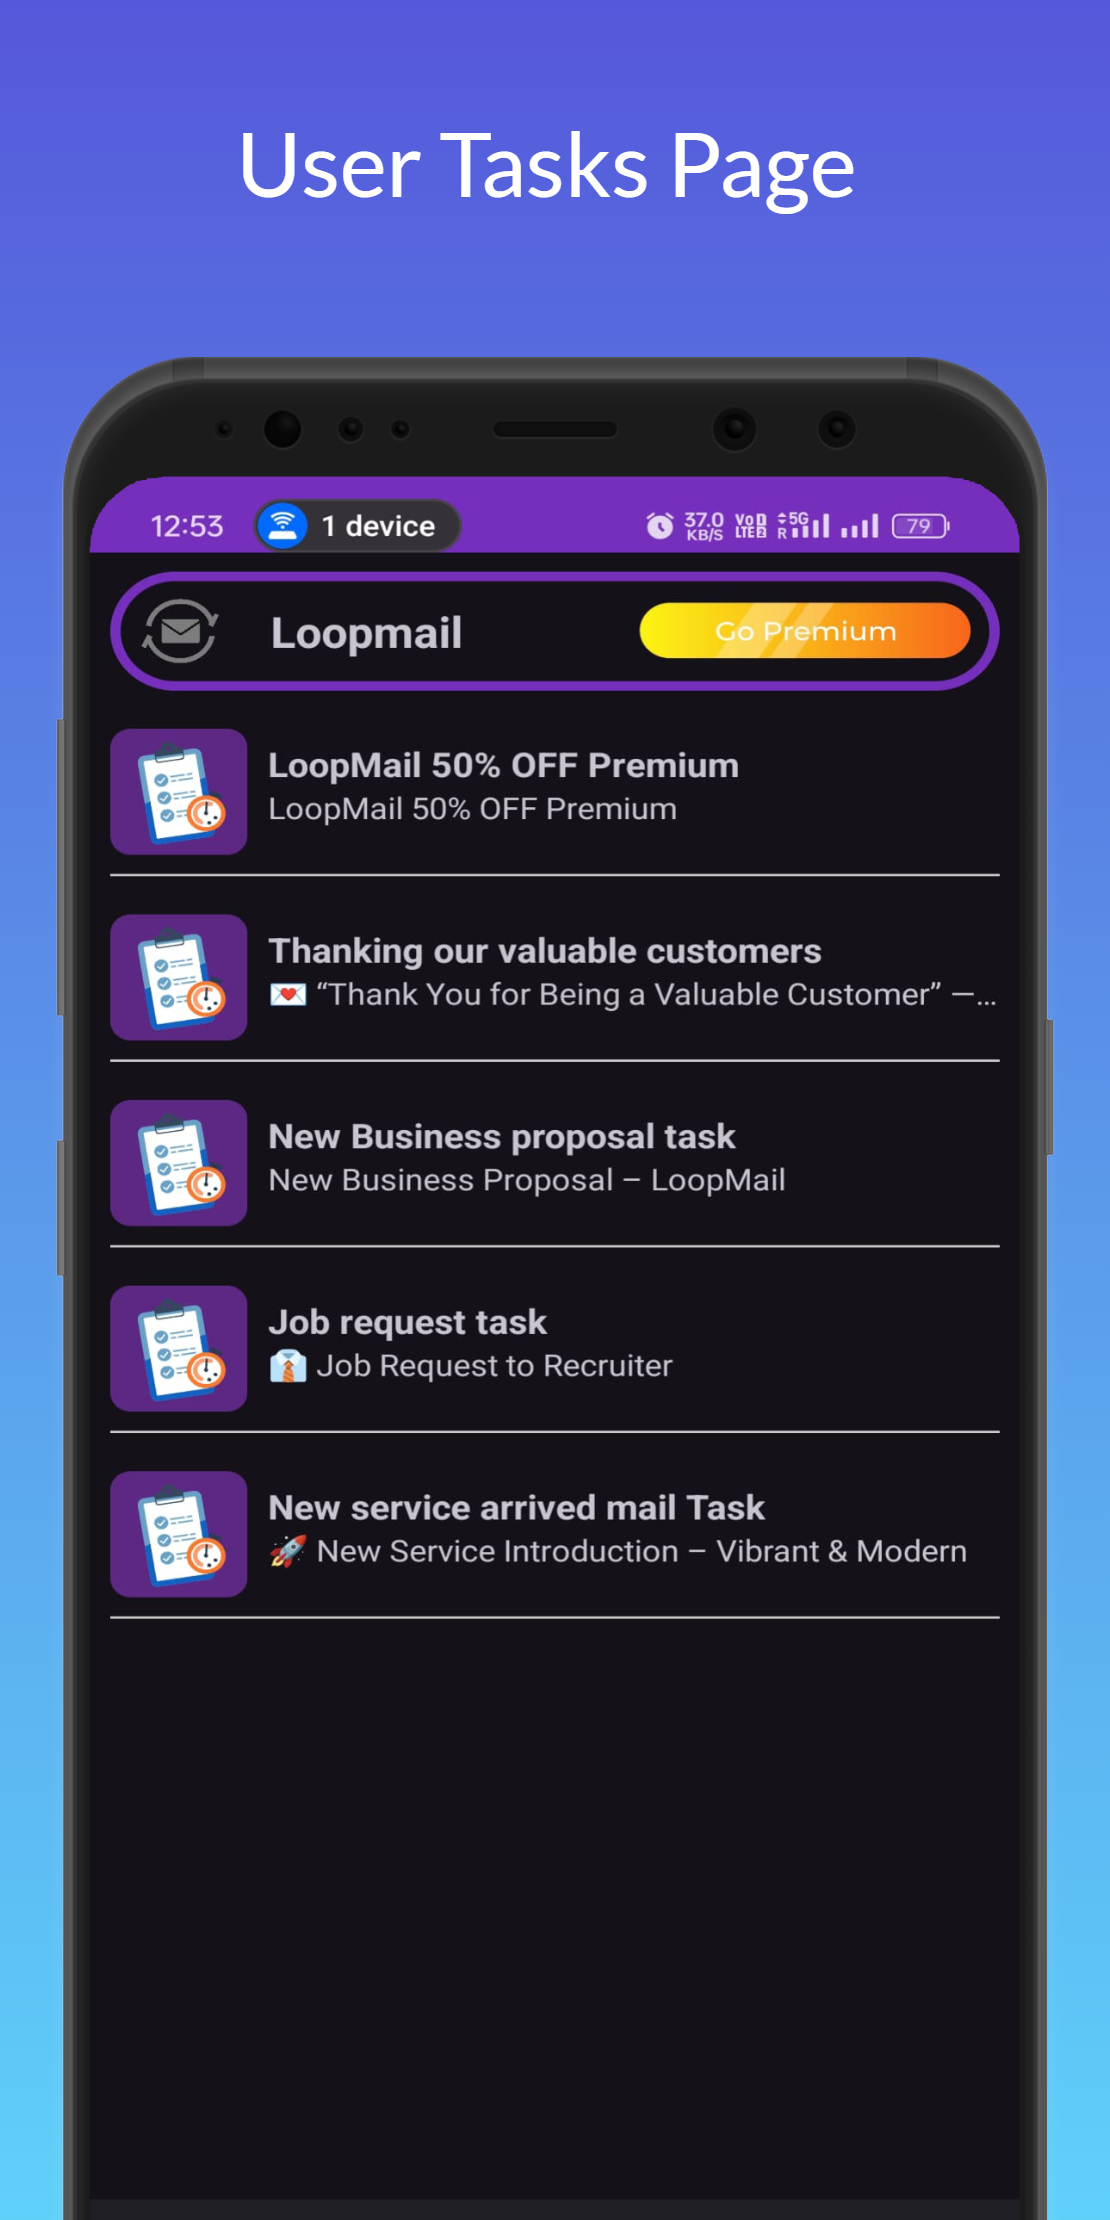 User Tasks Page
12:53
1 device
37.0
KB/S
Vo
LTE 2
5G
R
79
Loopmail
Go Premium
LoopMail 50% OFF Premium
LoopMail 50% OFF Premium
Thanking our valuable customers
💌 “Thank You for Being a Valuable Customer” —...
New Business proposal task
New Business Proposal – LoopMail
Job request task
👔 Job Request to Recruiter
New service arrived mail Task
🚀 New Service Introduction – Vibrant & Modern